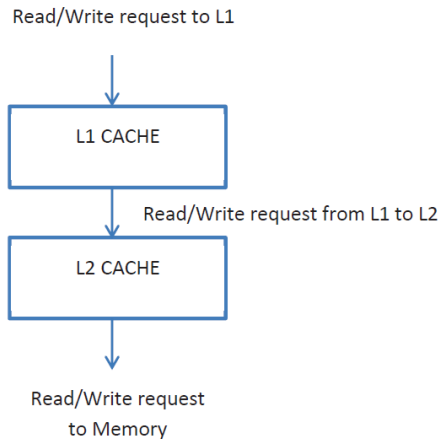 Read/Write request to L1
L1 CACHE
Read/Write request from L1 to L2
L2 CACHE
Read/Write request
to Memory